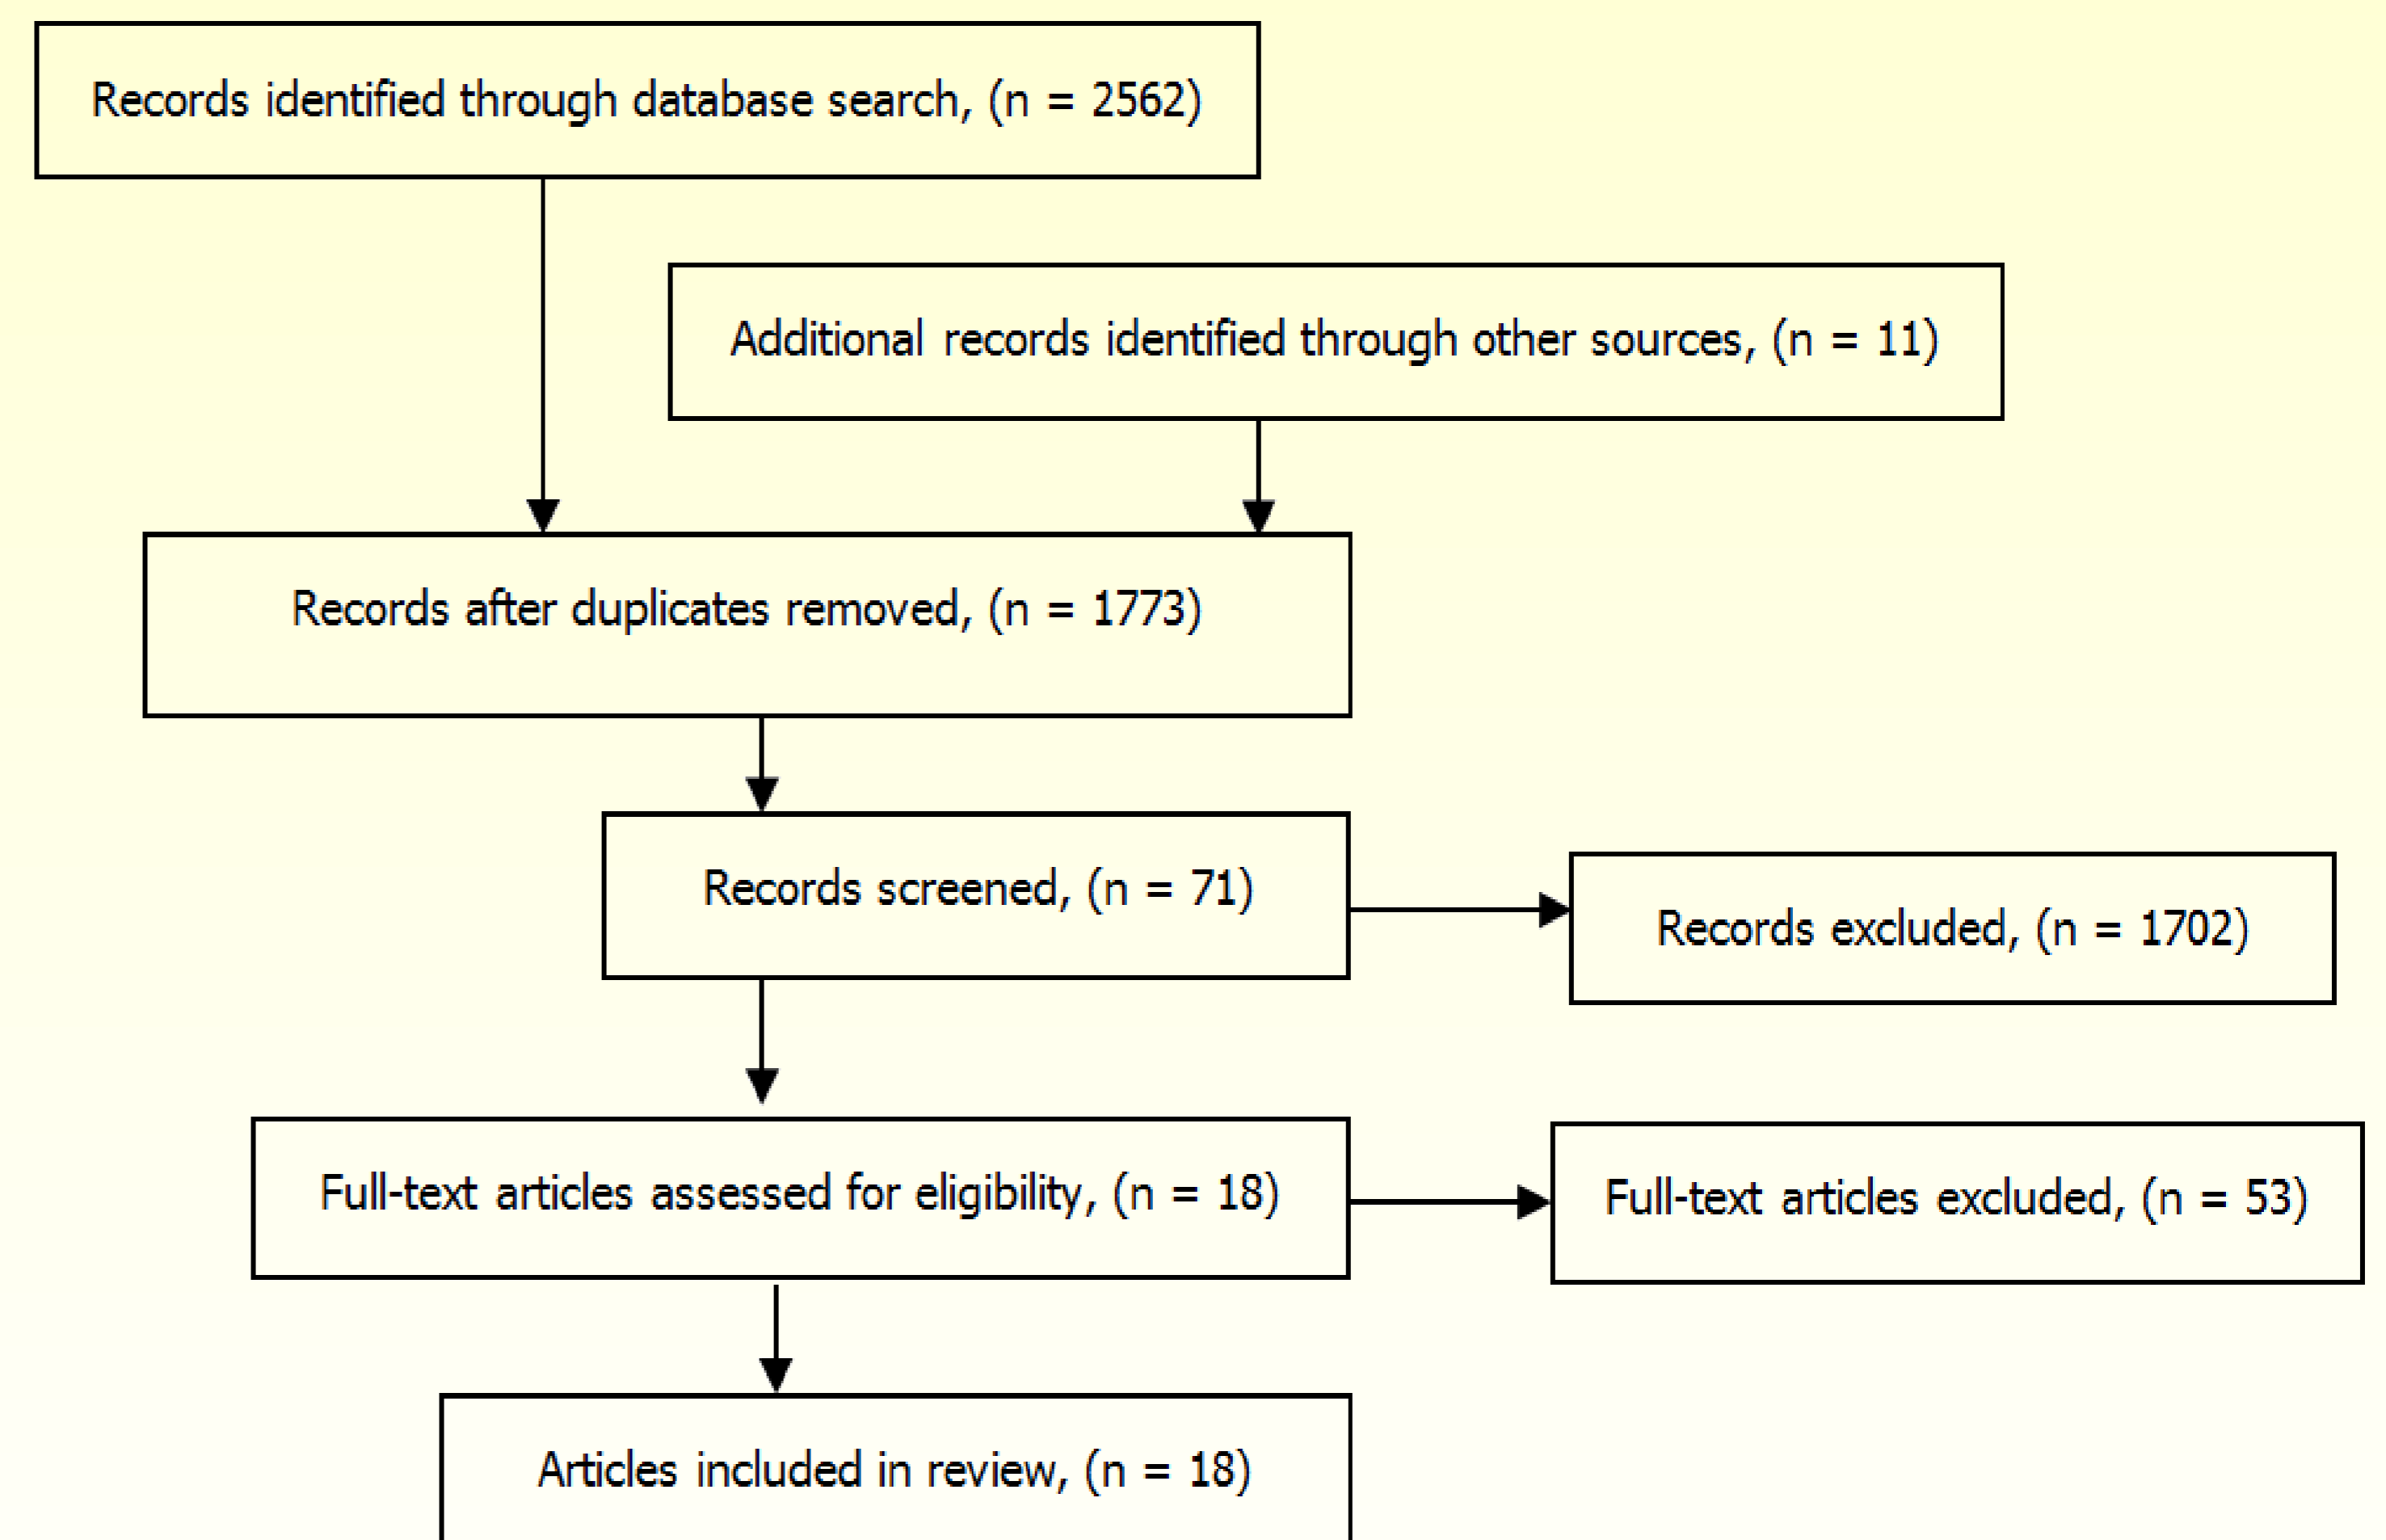 Records identified through database search, (n = 2562)
Additional records identified through other sources, (n = 11)
Records after duplicates removed, (n = 1773)
Records screened, (n = 71)
Records excluded, (n = 1702)
Full-text articles assessed for eligibility, (n = 18)
Full-text articles excluded, (n = 53)
Articles included in review, (n = 18)